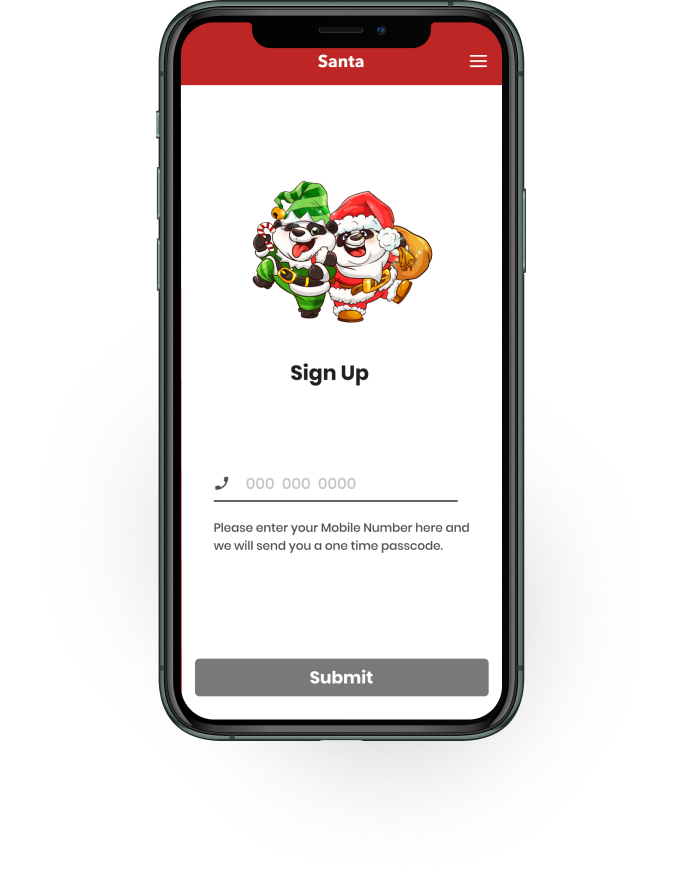 Santa
Sign Up
000 000 0000
Please enter your Mobile Number here and
we will send you a one time passcode.
Submit